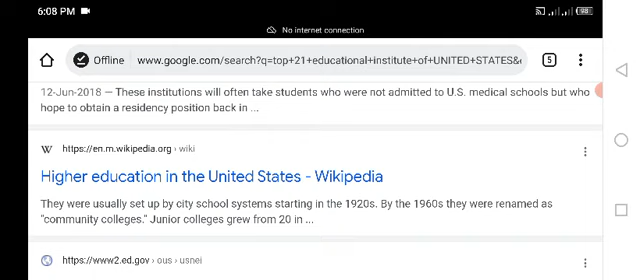 6:08 PM
98
No internet connection
Offline www.google.com/search?q=top+21+educational+institute+of+UNITED+STATES& 5
12-Jun-2018 — These institutions will often take students who were not admitted to U.S. medical schools but who
hope to obtain a residency position back in ...
W https://en.m.wikipedia.org › wiki
Higher education in the United States - Wikipedia
They were usually set up by city school systems starting in the 1920s. By the 1960s they were renamed as
"community colleges." Junior colleges grew from 20 in ...
https://www2.ed.gov › ous › usnei